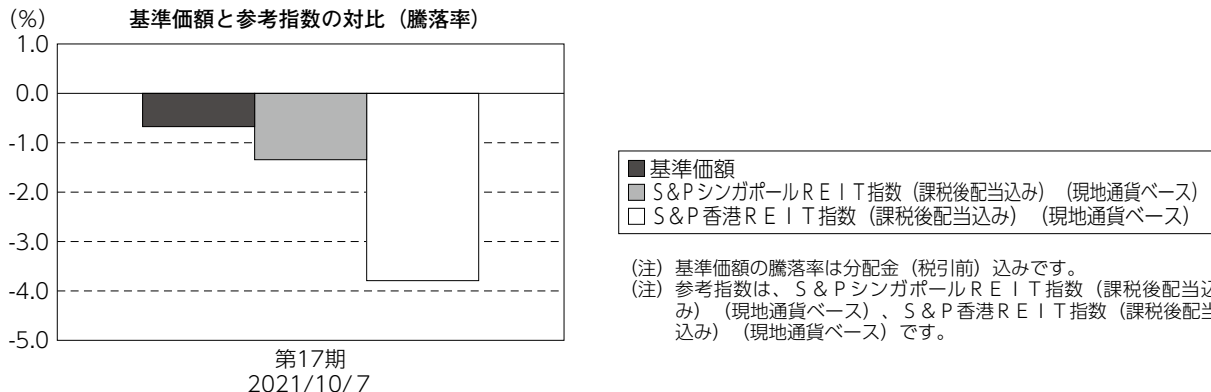 (%)
基準価額と参考指数の対比（騰落率）
1.0
0.0
-1.0
-2.0
-3.0
-4.0
-5.0
第17期
2021/10/7
基準価額
Ｓ＆ＰシンガポールＲＥＩＴ指数（課税後配当込み）（現地通貨ベース）
Ｓ＆Ｐ香港ＲＥＩＴ指数（課税後配当込み）（現地通貨ベース）
（注）基準価額の騰落率は分配金（税引前）込みです。
（注）参考指数は、Ｓ＆ＰシンガポールＲＥＩＴ指数（課税後配当込
み）（現地通貨ベース）、Ｓ＆Ｐ香港ＲＥＩＴ指数（課税後配当
込み）（現地通貨ベース）です。